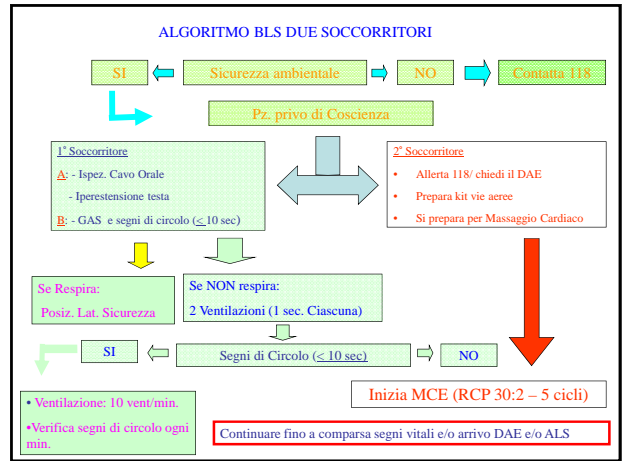 ALGORITMO BLS DUE SOCCORRITORI
SI
Sicurezza ambientale
NO
Contatta 118
Pz. privo di Coscienza
1° Soccorritore
A: - Ispez. Cavo Orale
- Iperestensione testa
B: - GAS e segni di circolo (< 10 sec)
2° Soccorritore
• Allerta 118/ chiedi il DAE
• Prepara kit vie aeree
• Si prepara per Massaggio Cardiaco
Se Respira:
Posiz. Lat. Sicurezza
Se NON respira:
2 Ventilazioni (1 sec. Ciascuna)
SI
Segni di Circolo (< 10 sec)
NO
• Ventilazione: 10 vent/min.
•Verifica segni di circolo ogni
min.
Inizia MCE (RCP 30:2 – 5 cicli)
Continuare fino a comparsa segni vitali e/o arrivo DAE e/o ALS